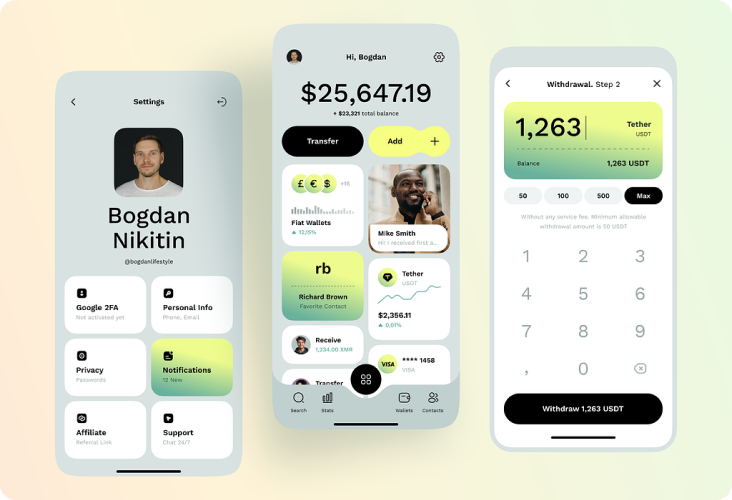 Settings
Bogdan
Nikitin
@bogdanlifestyle
Google 2FA
Not activated yet
Personal Info
Phone, Email
Privacy
Passwords
Notifications
12 New
Affiliate
Referral Link
Support
Chat 24/7
Hi, Bogdan
$25,647.19
+ $23,321 total balance
Transfer
Add +
£ € $ +18
Fiat Wallets
▲ 12,15%
Mike Smith
Hi! I received first a...
rb
Richard Brown
Favorite Contact
Tether
USDT
$2,356.11
▲ 0,61%
Receive
1,234.00 XMR
VISA
**** 1458
VISA
Transfer
Search
Stats
Wallets
Contacts
Withdrawal. Step 2
1,263
Tether
USDT
Balance
1,263 USDT
50
100
500
Max
Without any service fee. Minimum allowable
withdrawal amount is 50 USDT
1 2 3
4 5 6
7 8 9
, 0
Withdraw 1,263 USDT